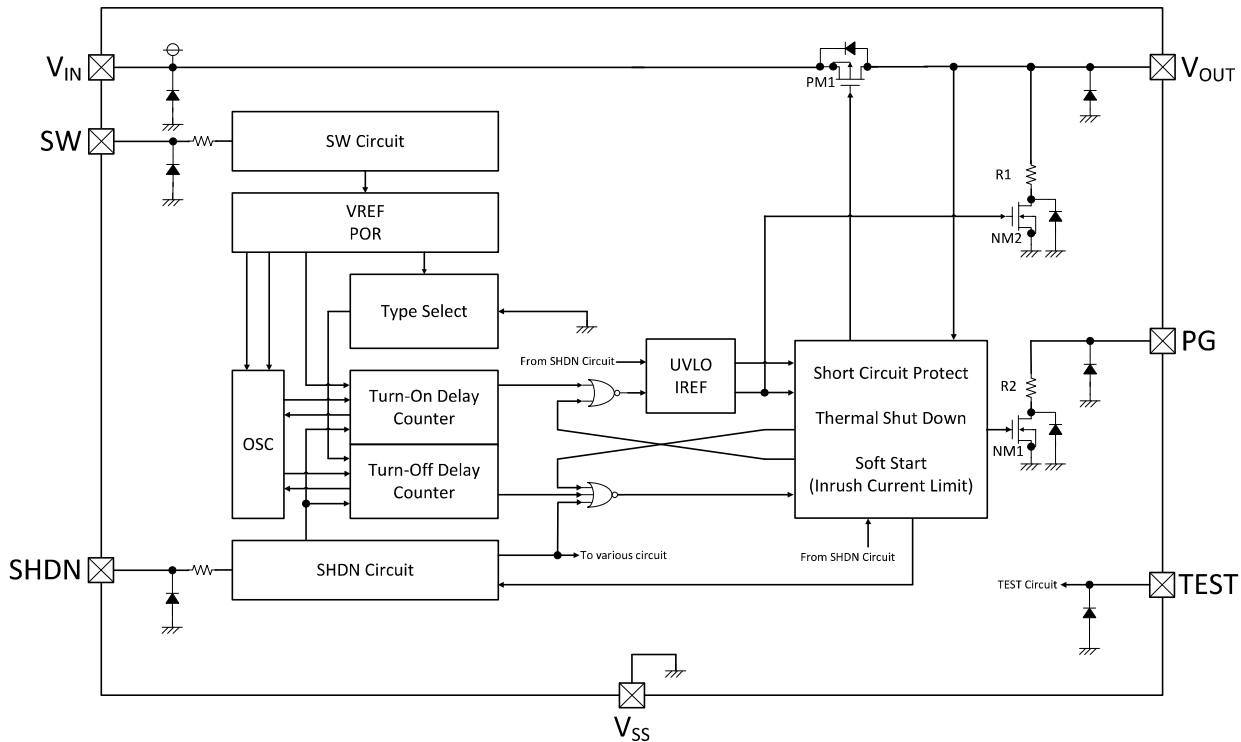 VIN
PM1
VOUT
SW
SW Circuit
R1
VREF
POR
NM2
Type Select
PG
From SHDN Circuit
UVLO
IREF
Short Circuit Protect
R2
Turn-On Delay
Counter
Thermal Shut Down
OSC
NM1
Turn-Off Delay
Counter
Soft Start
(Inrush Current Limit)
To various circuit
From SHDN Circuit
SHDN
SHDN Circuit
TEST Circuit
TEST
VSS